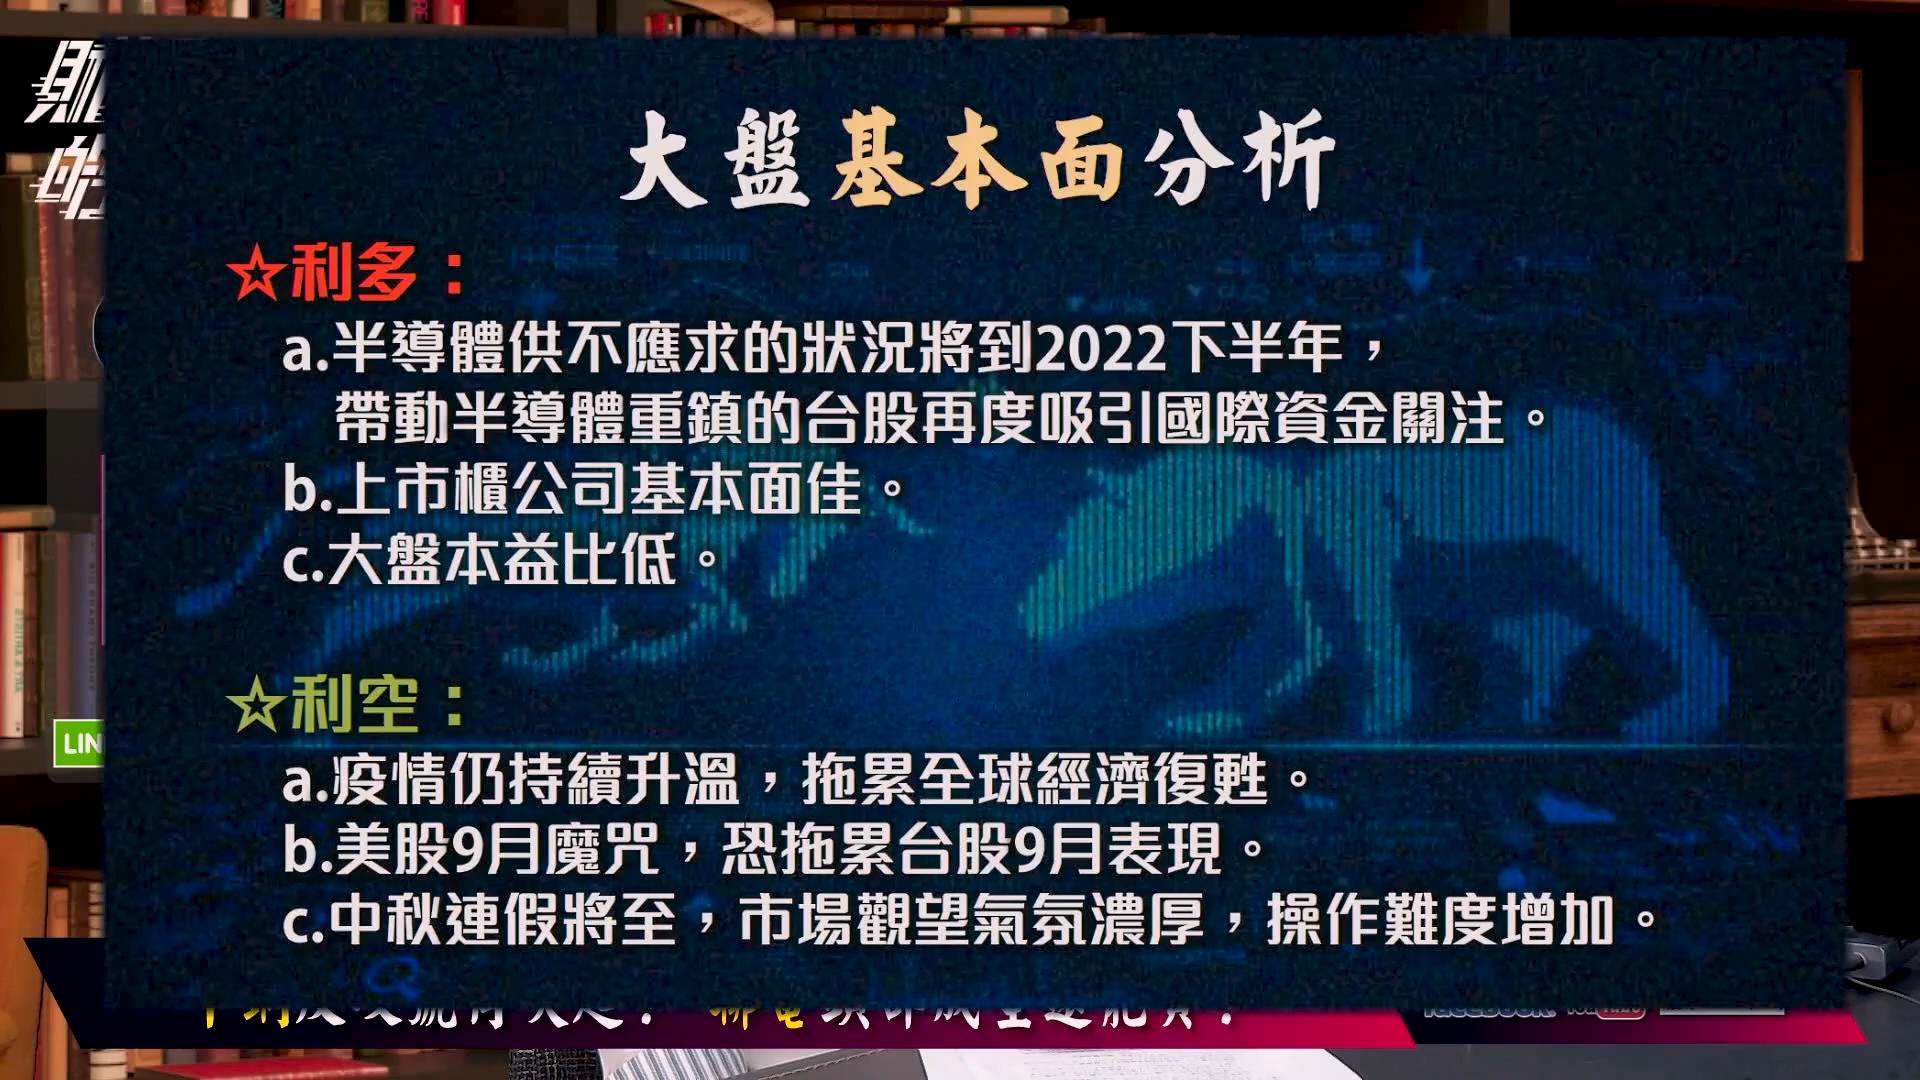 大盤基本面分析
☆利多：
a.半導體供不應求的狀況將到2022下半年，
帶動半導體重鎮的台股再度吸引國際資金關注。
b.上市櫃公司基本面佳。
c.大盤本益比低。
☆利空：
a.疫情仍持續升溫，拖累全球經濟復甦。
b.美股9月魔咒，恐拖累台股9月表現。
c.中秋連假將至，市場觀望氣氛濃厚，操作難度增加。
LIN